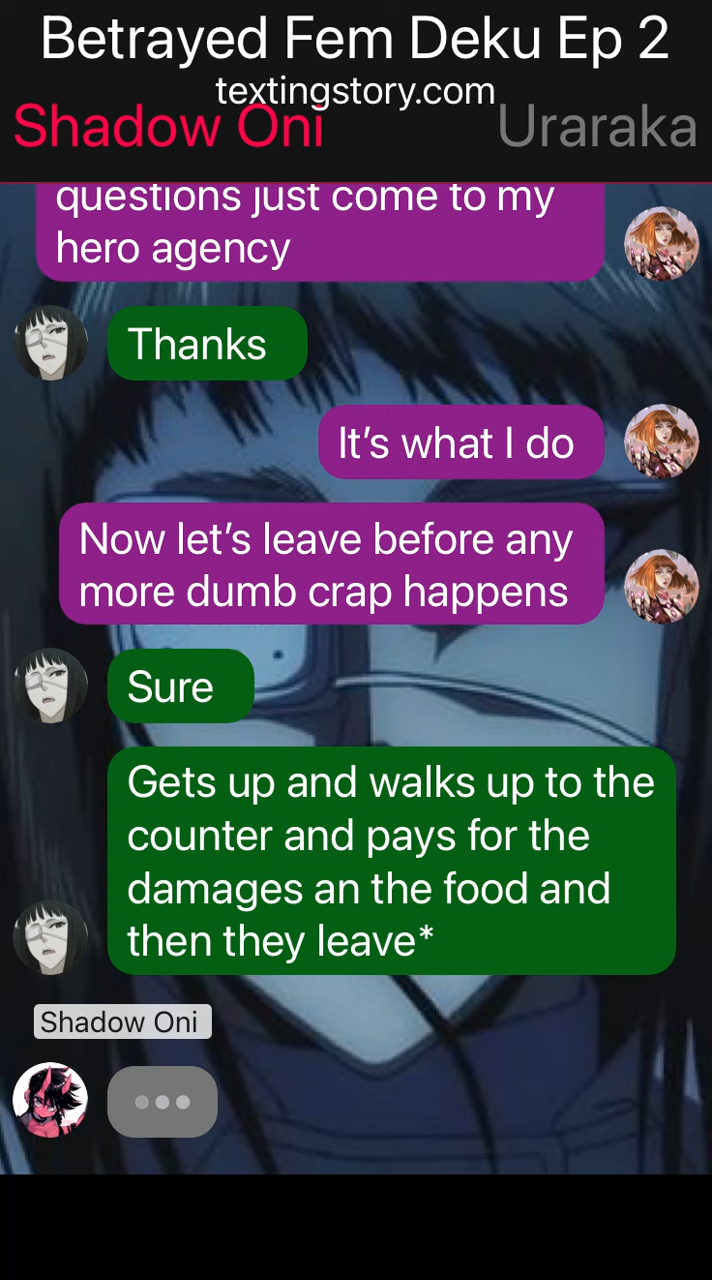 Betrayed Fem Deku Ep 2
textingstory.com
Shadow Oni
Uraraka
questions just come to my
hero agency
Thanks
It’s what I do
Now let’s leave before any
more dumb crap happens
Sure
Gets up and walks up to the
counter and pays for the
damages an the food and
then they leave*
Shadow Oni